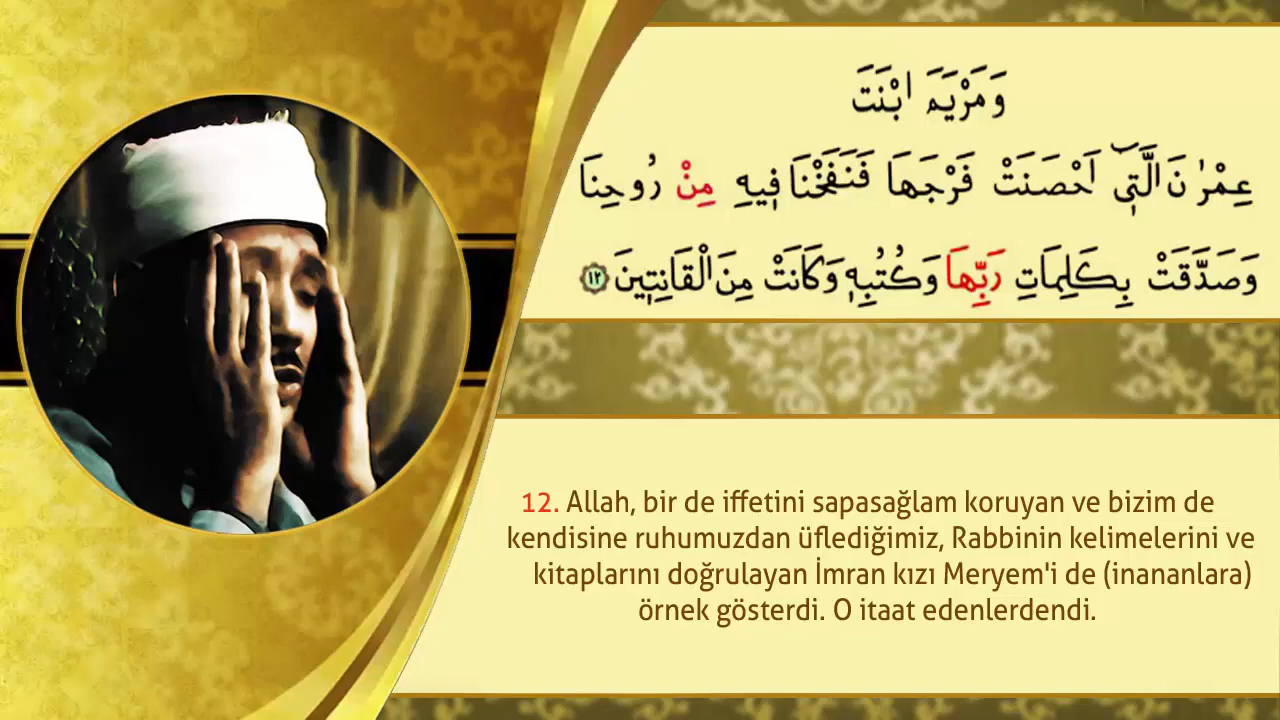 وَمَرْيَمَ ابْنَتَ
عِمْرٰنَ الَّتٖٓى اَحْصَنَتْ فَرْجَهَا فَنَفَخْنَا فٖيهِ مِنْ رُوحِنَا
وَصَدَّقَتْ بِكَلِمَاتِ رَبِّهَا وَكُتُبِهٖ وَكَانَتْ مِنَ الْقَانِتٖينَ ١٢
12. Allah, bir de iffetini sapasağlam koruyan ve bizim de
kendisine ruhumuzdan üflediğimiz, Rabbinin kelimelerini ve
kitaplarını doğrulayan İmran kızı Meryem'i de (inananlara)
örnek gösterdi. O itaat edenlerdendi.